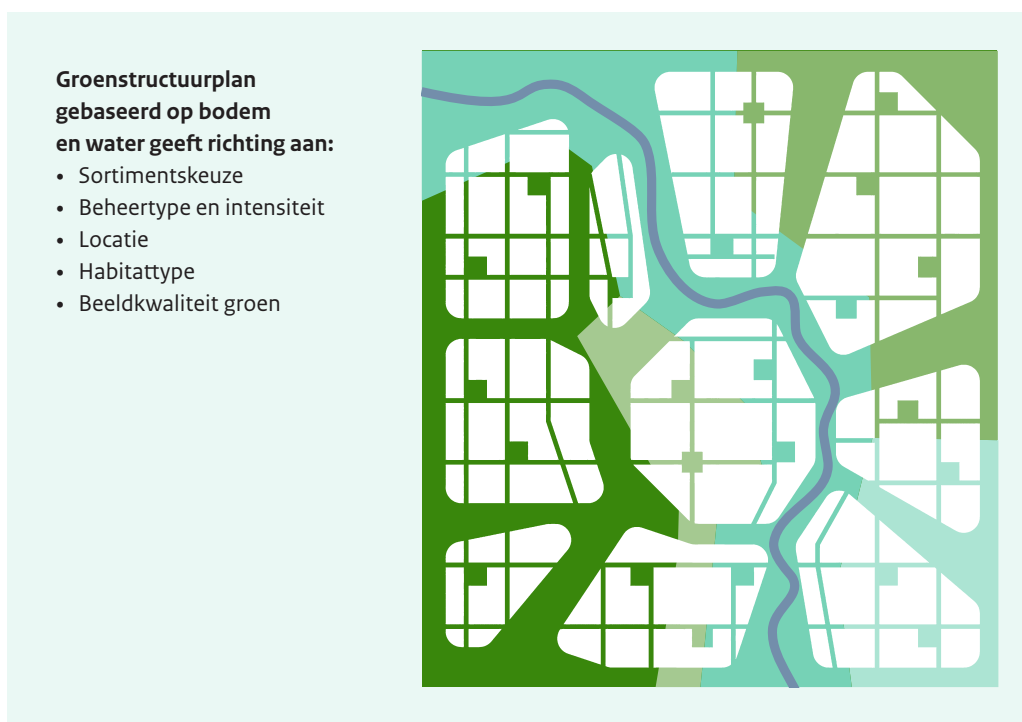 Groenstructuurplan
gebaseerd op bodem
en water geeft richting aan:
• Sortimentskeuze
• Beheertype en intensiteit
• Locatie
• Habitattype
• Beeldkwaliteit groen